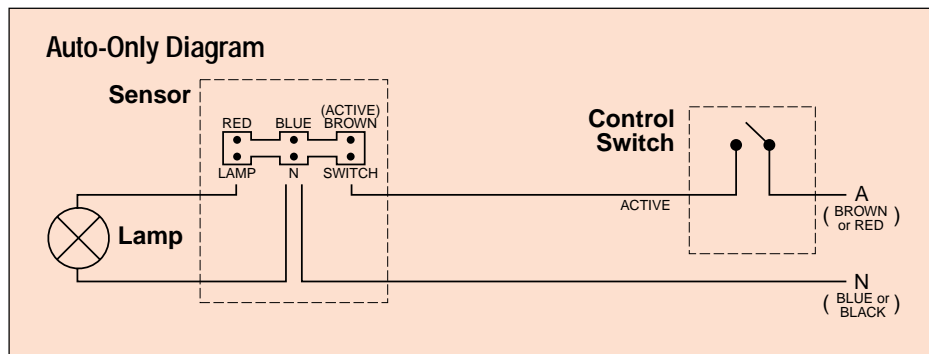 Auto-Only Diagram
Sensor
(ACTIVE)
RED BLUE BROWN
LAMP N SWITCH
Control
Switch
Lamp
ACTIVE
A
( BROWN
or RED )
N
( BLUE or
BLACK )